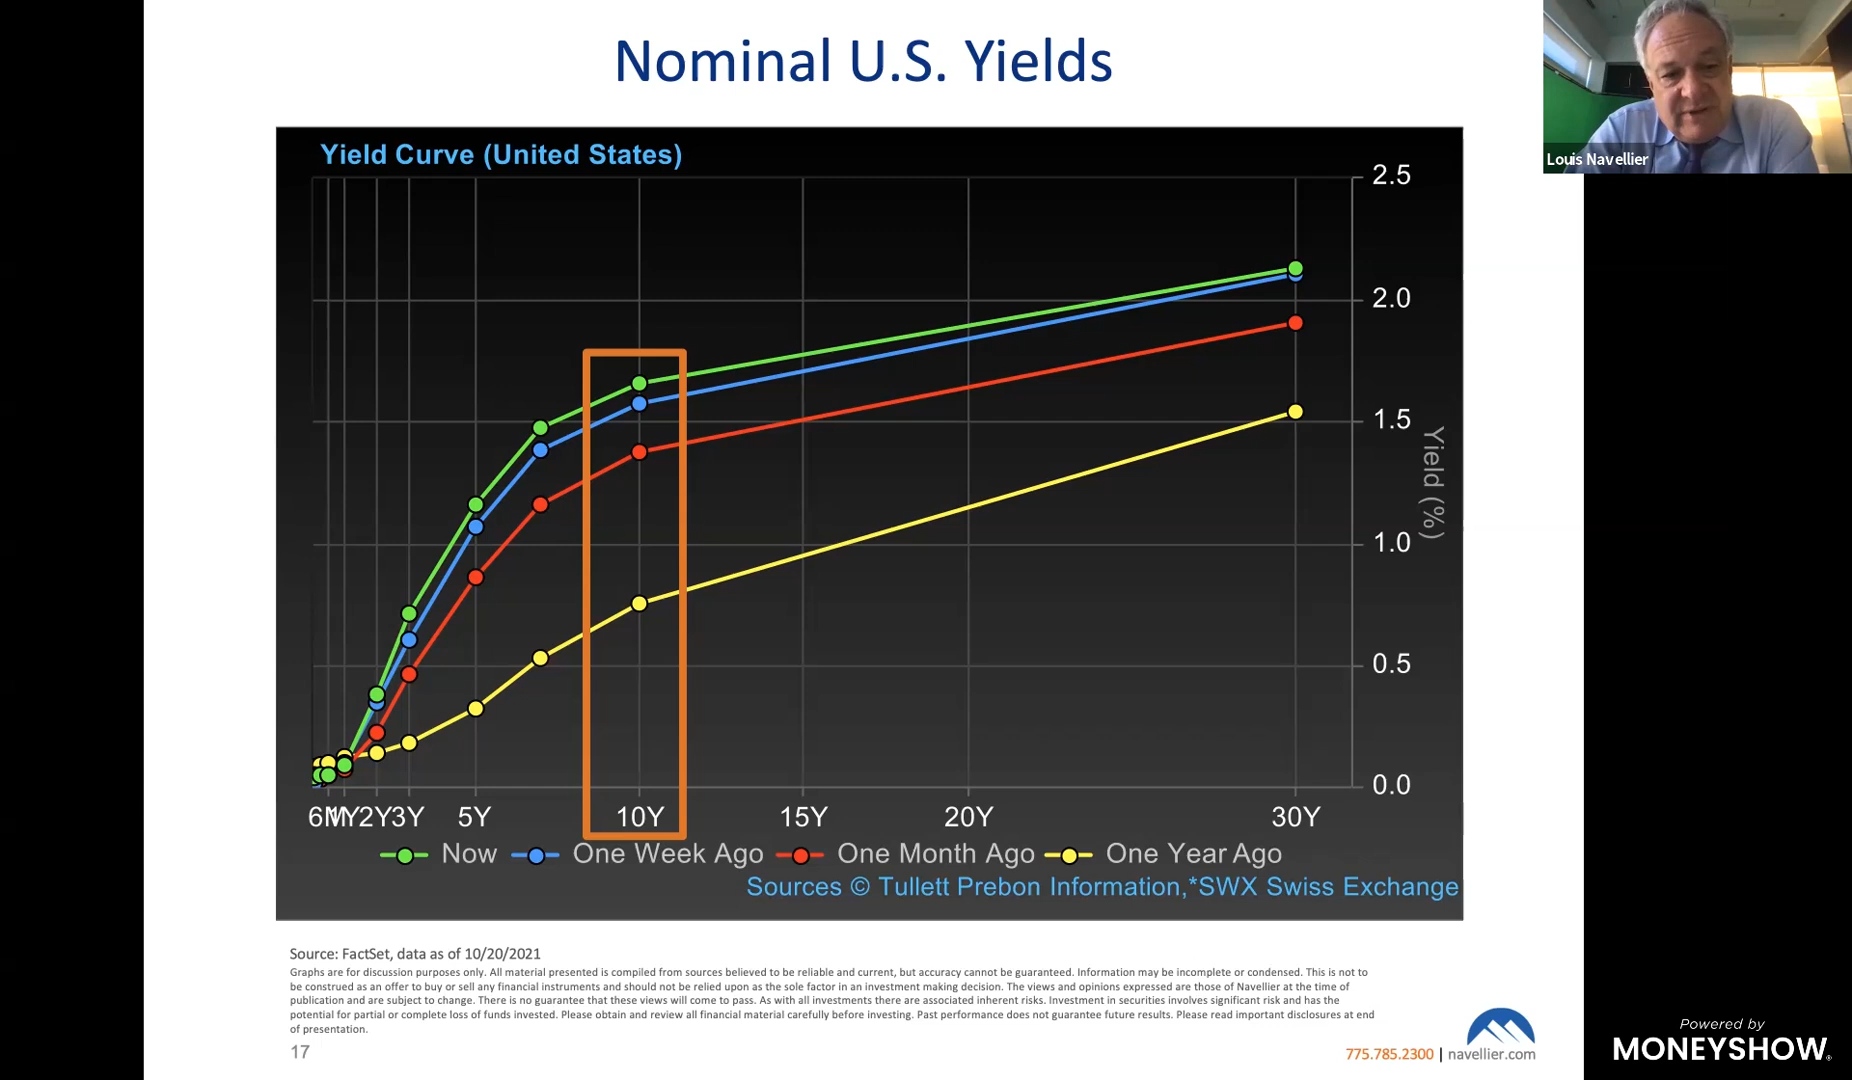 Nominal U.S. Yields
Louis Navellier
Yield Curve (United States)
2.5
2.0
1.5
1.0
0.5
0.0
Yield (%)
6M 1Y 2Y 3Y 5Y 10Y 15Y 20Y 30Y
Now One Week Ago One Month Ago One Year Ago
Sources © Tullett Prebon Information,*SWX Swiss Exchange
Source: FactSet, data as of 10/20/2021
Graphs are for discussion purposes only. All material presented is compiled from sources believed to be reliable and current, but accuracy cannot be guaranteed. Information may be incomplete or condensed. This is not to
be construed as an offer to buy or sell any financial instruments and should not be relied upon as the sole factor in an investment making decision. The views and opinions expressed are those of Navellier at the time of
publication and are subject to change. There is no guarantee that these views will come to pass. As with all investments there are associated inherent risks. Investment in securities involves significant risk and has the
potential for partial or complete loss of funds invested. Please obtain and review all financial material carefully before investing. Past performance does not guarantee future results. Please read important disclosures at end
of presentation.
17
775.785.2300 | navellier.com
Powered by
MONEYSHOW.